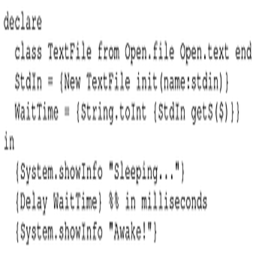 declare
  class TextFile from Open.file Open.text end
  StdIn = {New TextFile init(name:stdin)}
  WaitTime = {String.toInt {StdIn getS($)}}
in
  {System.showInfo "Sleeping..."}
  {Delay WaitTime} %% in milliseconds
  {System.showInfo "Awake!"}